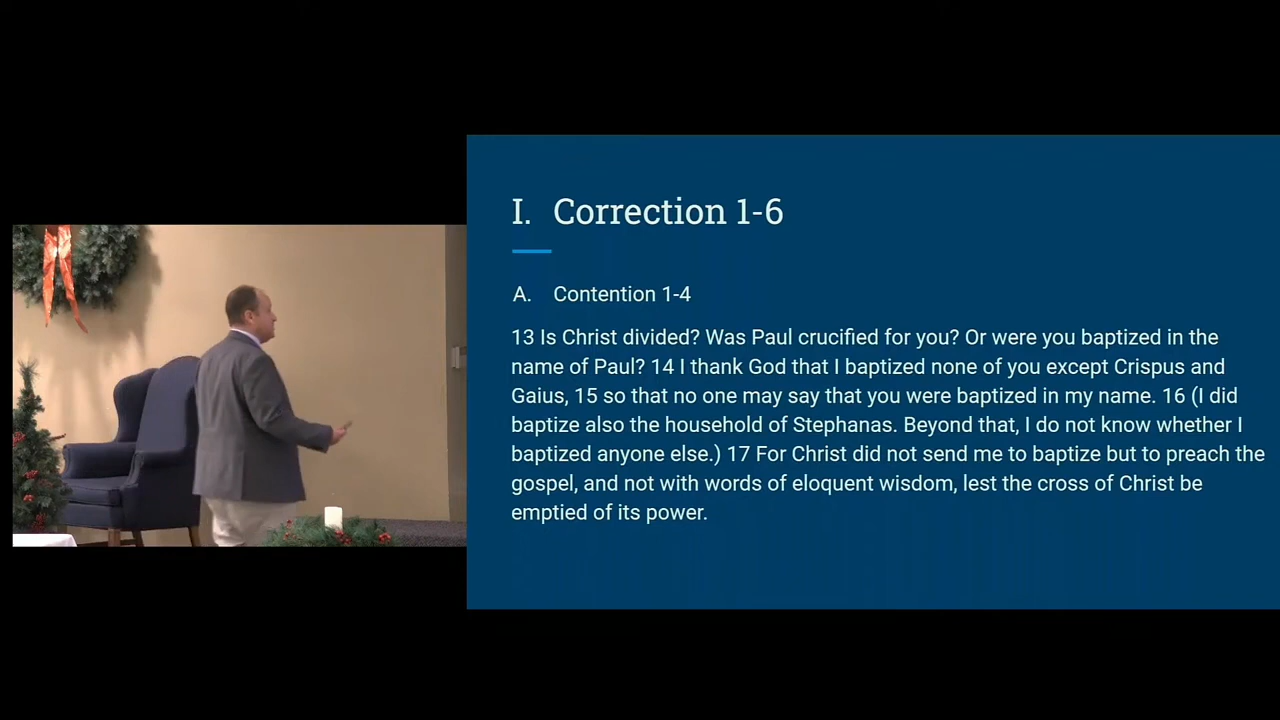 I. Correction 1-6
A. Contention 1-4
13 Is Christ divided? Was Paul crucified for you? Or were you baptized in the
name of Paul? 14 I thank God that I baptized none of you except Crispus and
Gaius, 15 so that no one may say that you were baptized in my name. 16 (I did
baptize also the household of Stephanas. Beyond that, I do not know whether I
baptized anyone else.) 17 For Christ did not send me to baptize but to preach the
gospel, and not with words of eloquent wisdom, lest the cross of Christ be
emptied of its power.